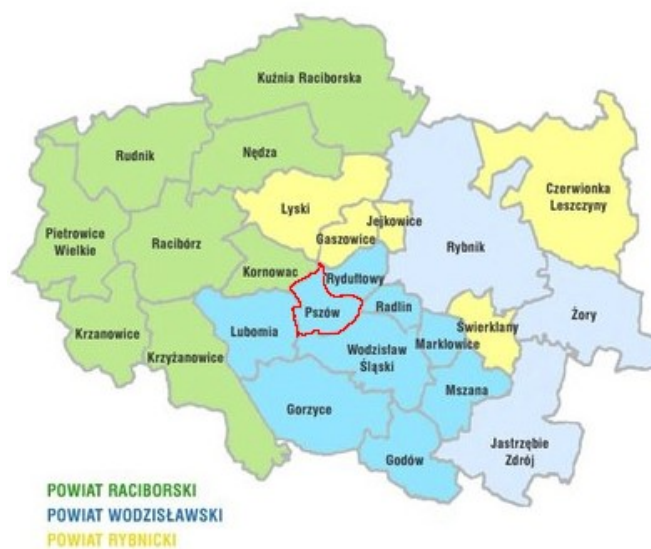 Kuźnia Raciborska
Rudnik
Nędza
Czerwionka
Leszczyny
Lyski
Jejkowice
Pietrowice
Wielkie
Racibórz
Gaszowice
Rybnik
Kornowac
Rydułtowy
Pszów
Radlin
Krzanowice
Lubomia
Świerklany
Żory
Krzyżanowice
Wodzisław
Śląski
Marklowice
Mszana
Gorzyce
Jastrzębie
Zdrój
Godów
POWIAT RACIBORSKI
POWIAT WODZISŁAWSKI
POWIAT RYBNICKI